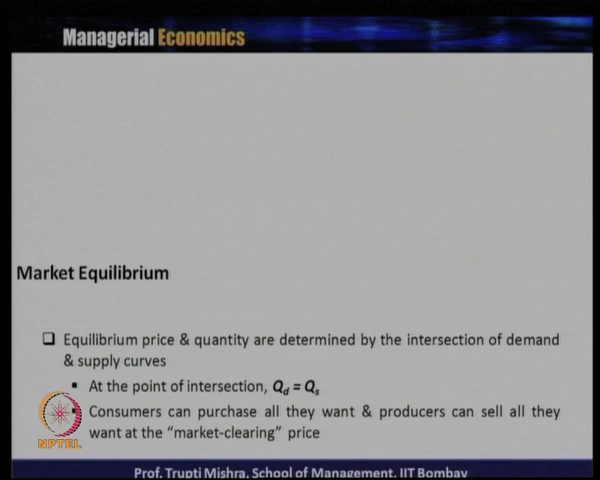 Managerial Economics
Market Equilibrium
❑ Equilibrium price & quantity are determined by the intersection of demand
& supply curves
▪ At the point of intersection, Qd = Qs
▪ Consumers can purchase all they want & producers can sell all they
want at the “market-clearing” price
NPTEL
Prof. Trupti Mishra, School of Management, IIT Bombay